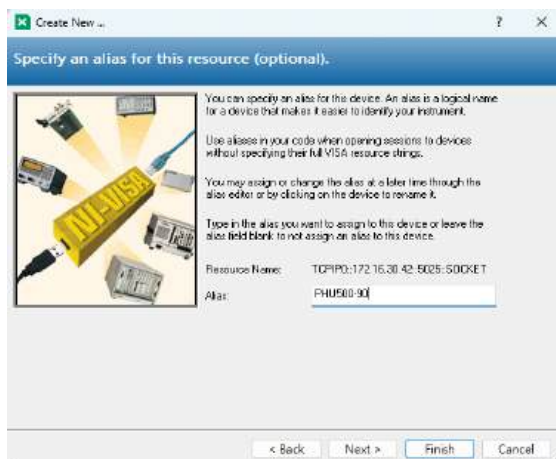 Create New ...
? ×
Specify an alias for this resource (optional).
NI-VISA
You can specify an alias for this device. An alias is a logical name
for a device that makes it easier to identify your instrument.
Use aliases in your code when opening sessions to devices
without specifying their full VISA resource strings.
You may assign or change the alias at a later time through the
alias editor or by clicking on the device to rename it.
Type in the alias you want to assign to this device or leave the
alias field blank to not assign an alias to this device.
Resource Name: TCPIP0::172.16.30.42::5025::SOCKET
Alias: PHU500-90
< Back Next > Finish Cancel